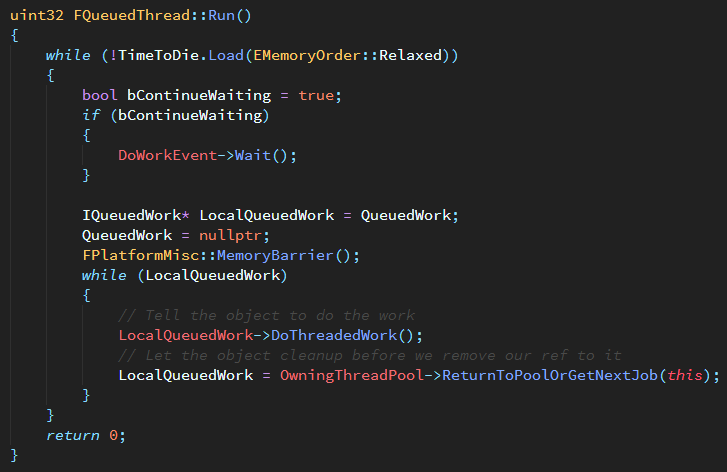 uint32 FQueuedThread::Run()
{
    while (!TimeToDie.Load(EMemoryOrder::Relaxed))
    {
        bool bContinueWaiting = true;
        if (bContinueWaiting)
        {
            DoWorkEvent->Wait();
        }

        IQueuedWork* LocalQueuedWork = QueuedWork;
        QueuedWork = nullptr;
        FPlatformMisc::MemoryBarrier();
        while (LocalQueuedWork)
        {
            // Tell the object to do the work
            LocalQueuedWork->DoThreadedWork();
            // Let the object cleanup before we remove our ref to it
            LocalQueuedWork = OwningThreadPool->ReturnToPoolOrGetNextJob(this);
        }
    }
    return 0;
}